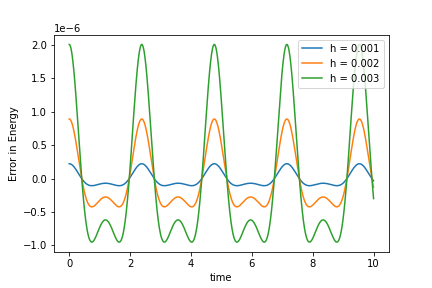 1e−6
2.0
1.5
1.0
0.5
0.0
−0.5
−1.0
Error in Energy
h = 0.001
h = 0.002
h = 0.003
0 2 4 6 8 10
time